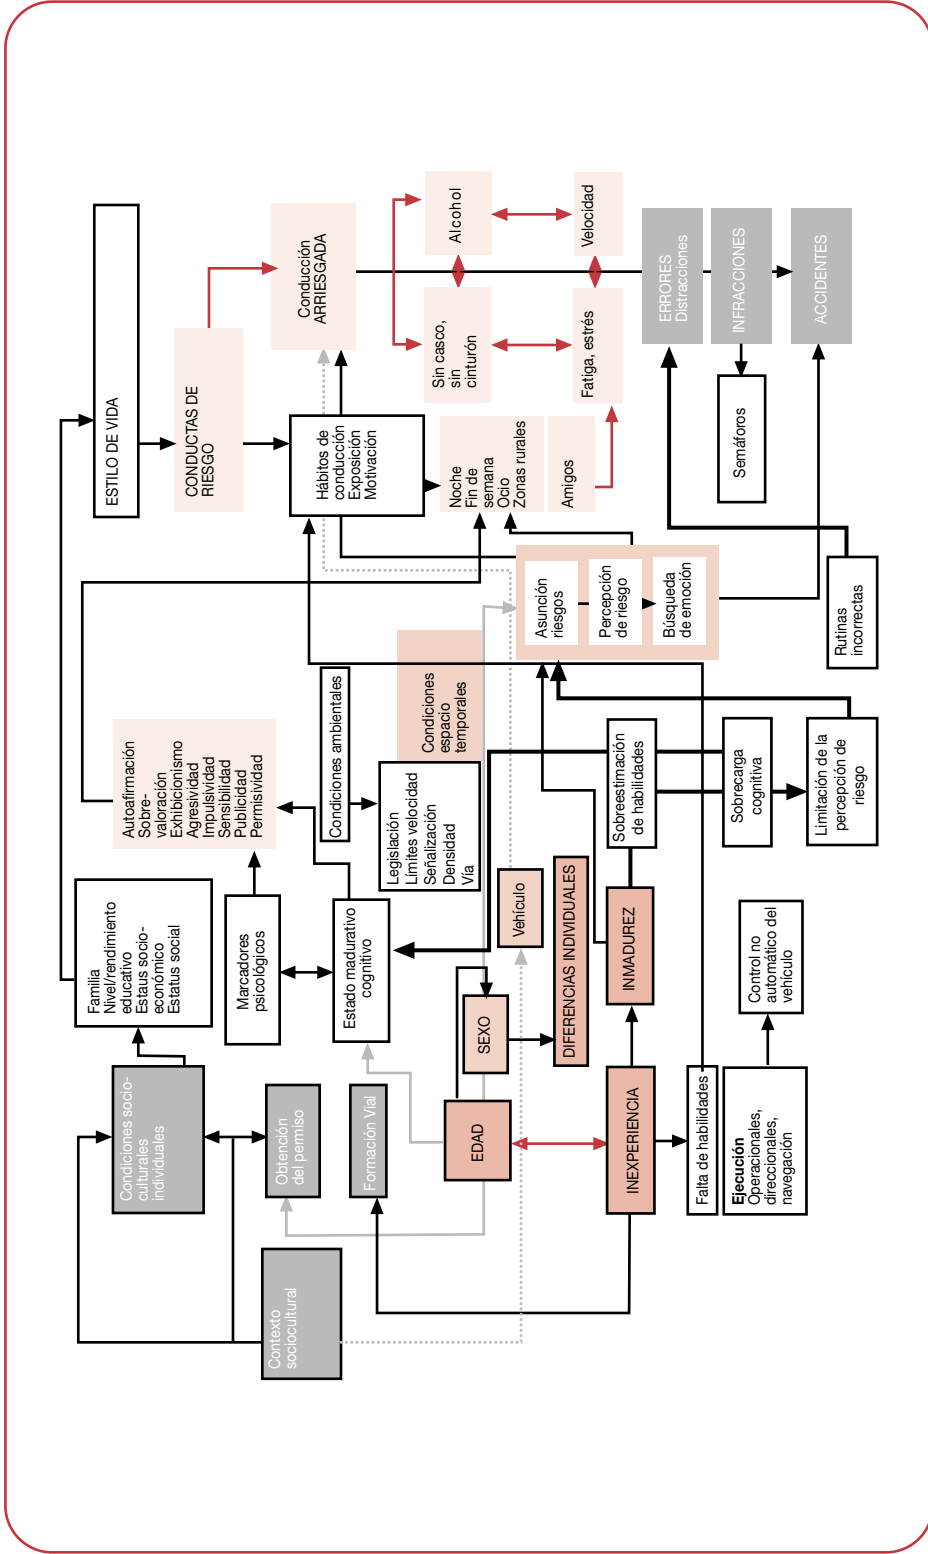 Contexto
sociocultural
Condiciones socio-
culturales
individuales
Obtención
del permiso
Formación Vial
EDAD
INEXPERIENCIA
Falta de habilidades
Ejecución
Operacionales,
direccionales,
navegación
Familia
Nivel/rendimiento
educativo
Estaus socio-
económico
Estatus social
Marcadores
psicológicos
Estado madurativo
cognitivo
SEXO
DIFERENCIAS INDIVIDUALES
INMADUREZ
Control no
automático del
vehículo
Vehículo
Autoafirmación
Sobre-
valoración
Exhibicionismo
Agresividad
Impulsividad
Sensibilidad
Publicidad
Permisividad
Condiciones ambientales
Legislación
Límites velocidad
Señalización
Densidad
Vía
Condiciones
espacio
temporales
Sobreestimación
de habilidades
Sobrecarga
cognitiva
Limitación de la
percepción de
riesgo
ESTILO DE VIDA
CONDUCTAS DE
RIESGO
Hábitos de
conducción
Exposición
Motivación
Noche
Fin de
semana
Ocio
Zonas rurales
Amigos
Asunción
riesgos
Percepción
de riesgo
Búsqueda
de emoción
Rutinas
incorrectas
Conducción
ARRIESGADA
Sin casco,
sin
cinturón
Alcohol
Fatiga, estrés
Velocidad
ERRORES
Distracciones
INFRACCIONES
Semáforos
ACCIDENTES